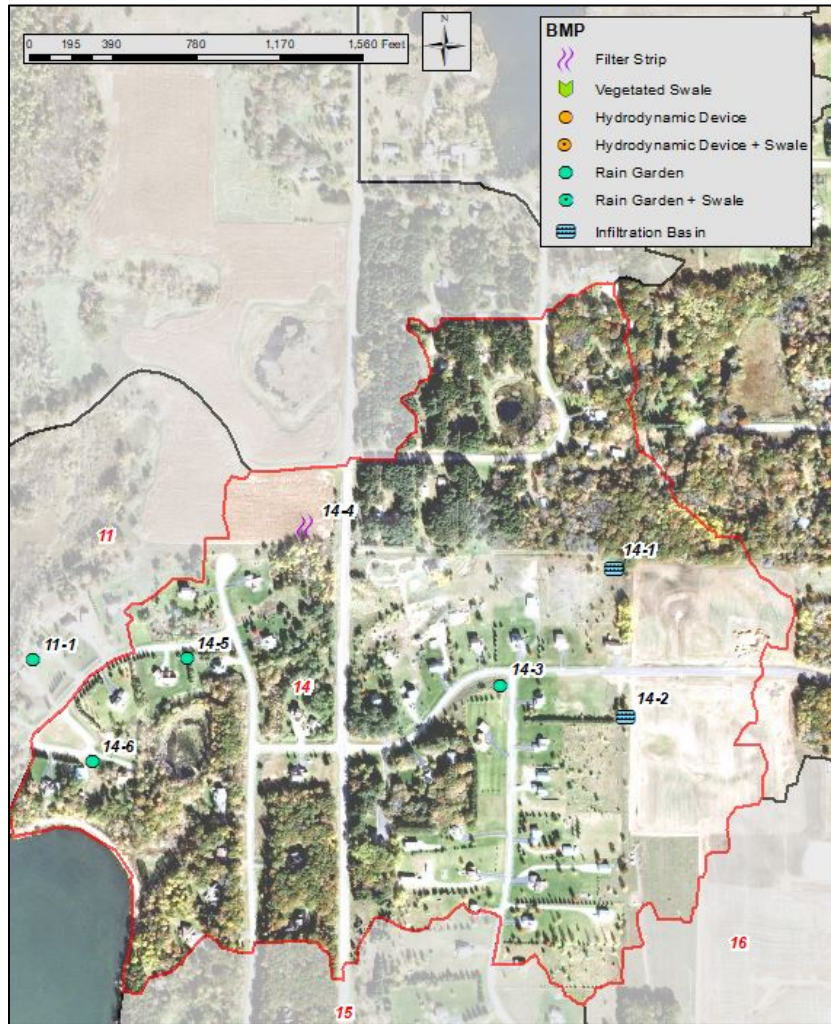 N
BMP
0 195 390 780 1,170 1,560 Feet
Filter Strip
Vegetated Swale
Hydrodynamic Device
Hydrodynamic Device + Swale
Rain Garden
Rain Garden + Swale
Infiltration Basin
14-4
11
14-1
11-1
14-5
14-3
14
14-2
14-6
16
15